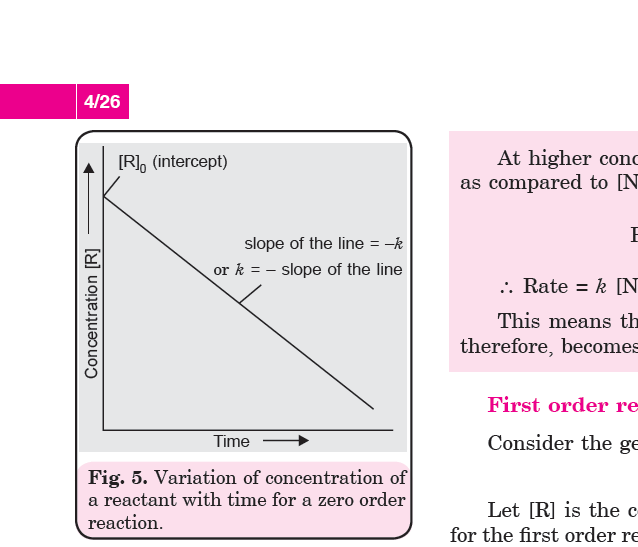 4/26
[R]0 (intercept)
slope of the line = –k
or k = – slope of the line
Concentration [R]
Time
Fig. 5. Variation of concentration of
a reactant with time for a zero order
reaction.
At higher conc
as compared to [N
∴ Rate = k [N
This means th
therefore, becomes
First order re
Consider the ge
Let [R] is the c
for the first order re